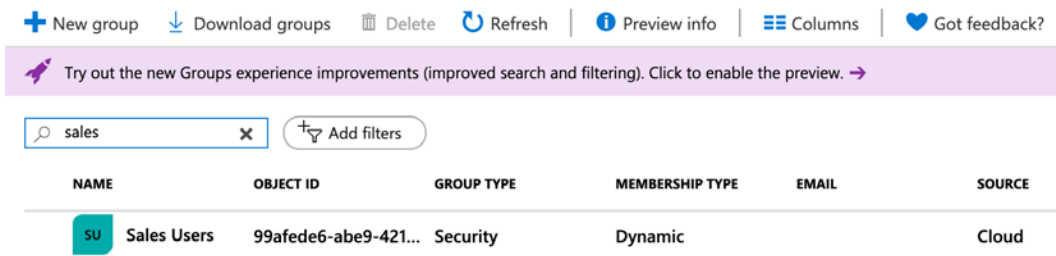 New group Download groups Delete Refresh Preview info Columns Got feedback?
Try out the new Groups experience improvements (improved search and filtering). Click to enable the preview. →
sales Add filters
NAME OBJECT ID GROUP TYPE MEMBERSHIP TYPE EMAIL SOURCE
SU Sales Users 99afede6-abe9-421... Security Dynamic Cloud